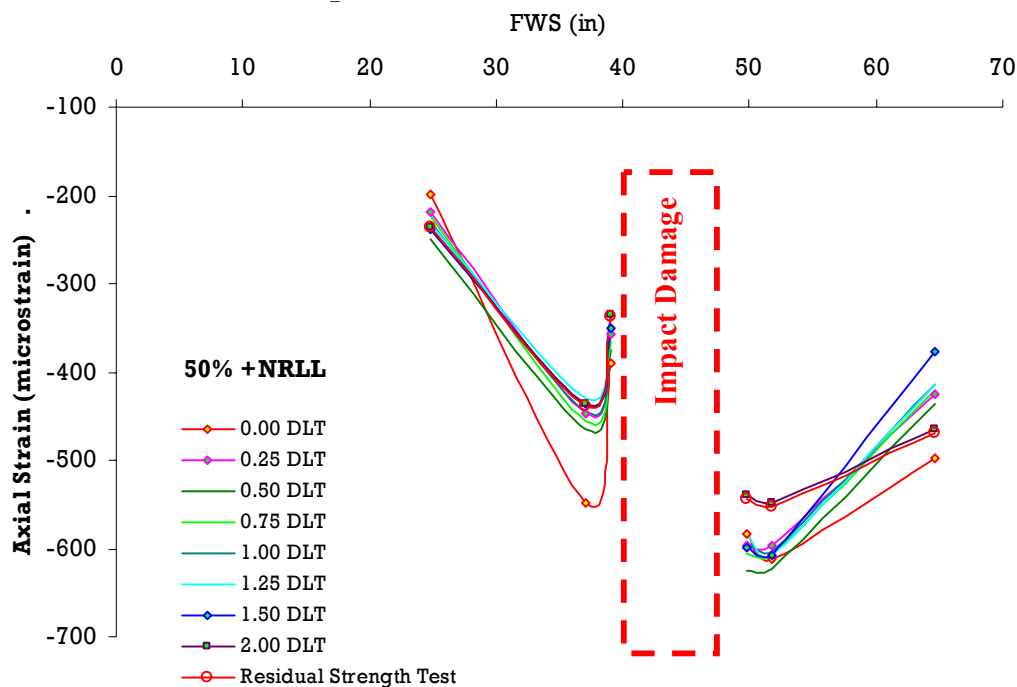 FWS (in)
0 10 20 30 40 50 60 70
-100
-200
-300
-400
-500
-600
-700
Axial Strain (microstrain) .
Impact Damage
50% +NRLL
0.00 DLT
0.25 DLT
0.50 DLT
0.75 DLT
1.00 DLT
1.25 DLT
1.50 DLT
2.00 DLT
Residual Strength Test